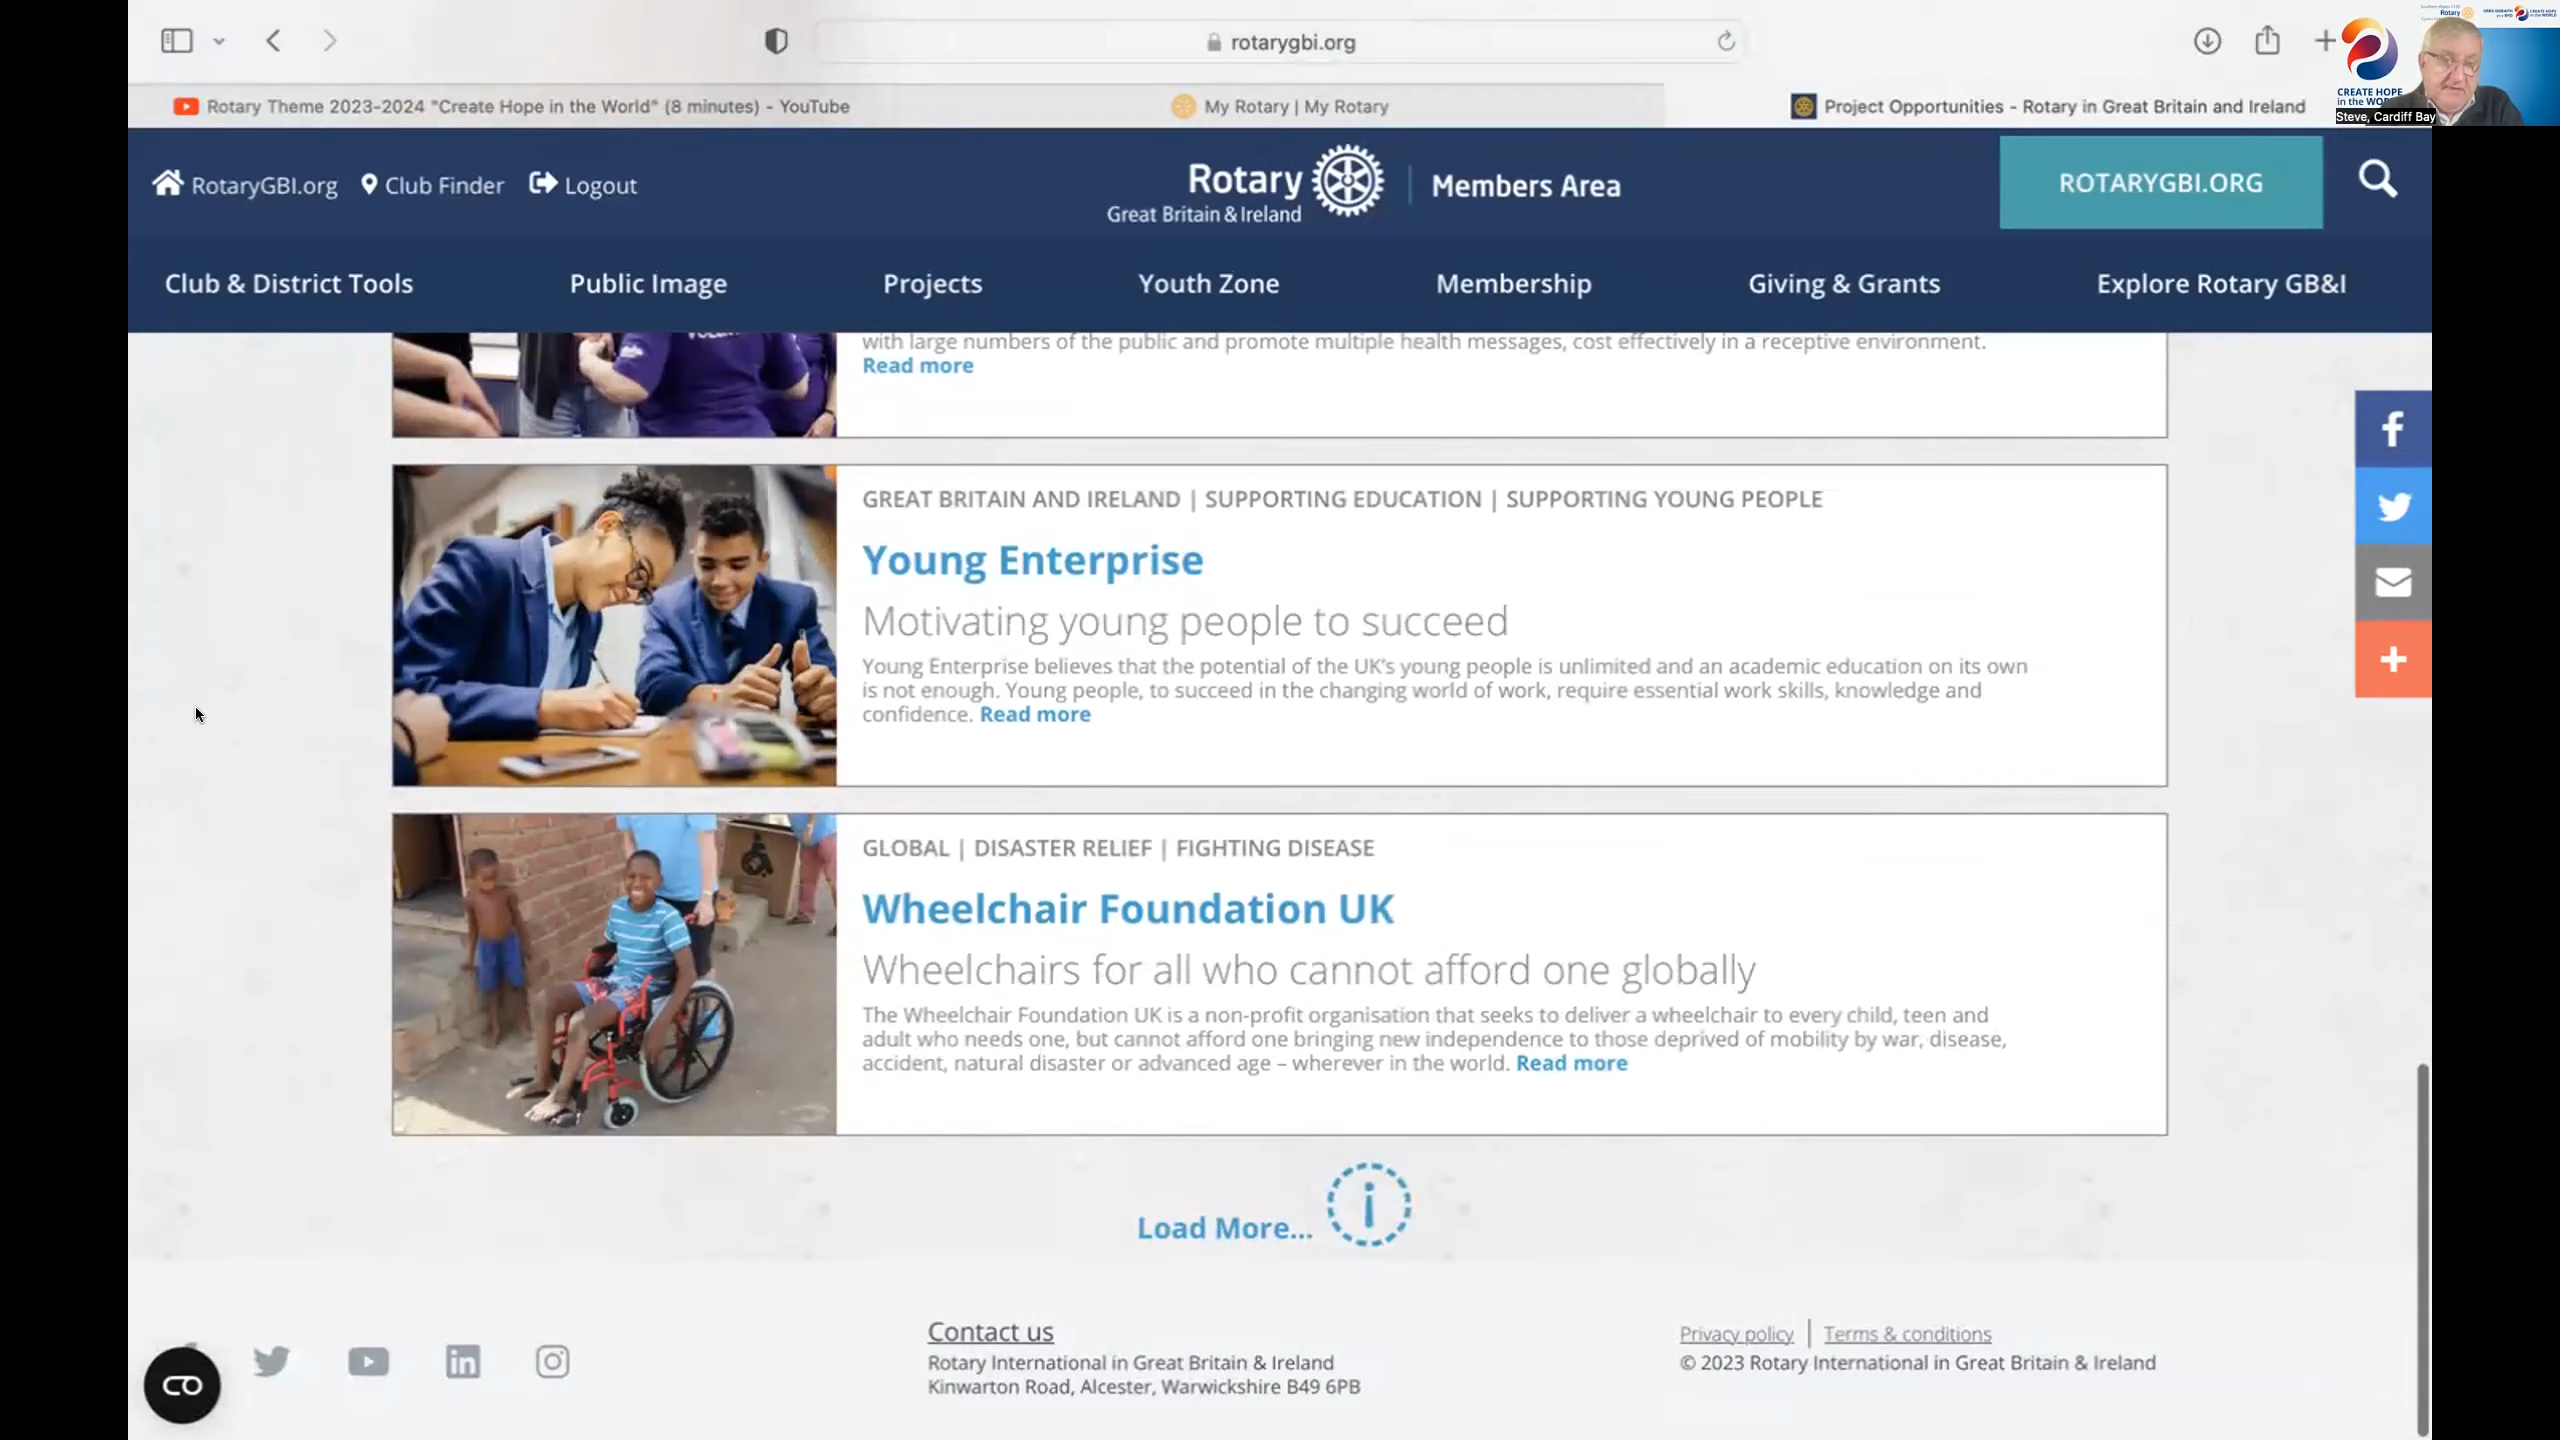 rotarygbi.org
Rotary Theme 2023-2024 "Create Hope in the World" (8 minutes) - YouTube
My Rotary | My Rotary
Project Opportunities - Rotary in Great Britain and Ireland
CREATE HOPE
in the
Steve, Cardiff Bay
RotaryGBI.org
Club Finder
Logout
Rotary
Great Britain & Ireland
Members Area
ROTARYGBI.ORG
Club & District Tools
Public Image
Projects
Youth Zone
Membership
Giving & Grants
Explore Rotary GB&I
with large numbers of the public and promote multiple health messages, cost effectively in a receptive environment.
Read more
GREAT BRITAIN AND IRELAND | SUPPORTING EDUCATION | SUPPORTING YOUNG PEOPLE
Young Enterprise
Motivating young people to succeed
Young Enterprise believes that the potential of the UK's young people is unlimited and an academic education on its own
is not enough. Young people, to succeed in the changing world of work, require essential work skills, knowledge and
confidence. Read more
GLOBAL | DISASTER RELIEF | FIGHTING DISEASE
Wheelchair Foundation UK
Wheelchairs for all who cannot afford one globally
The Wheelchair Foundation UK is a non-profit organisation that seeks to deliver a wheelchair to every child, teen and
adult who needs one, but cannot afford one bringing new independence to those deprived of mobility by war, disease,
accident, natural disaster or advanced age – wherever in the world. Read more
Load More...
Contact us
Rotary International in Great Britain & Ireland
Kinwarton Road, Alcester, Warwickshire B49 6PB
Privacy policy | Terms & conditions
© 2023 Rotary International in Great Britain & Ireland